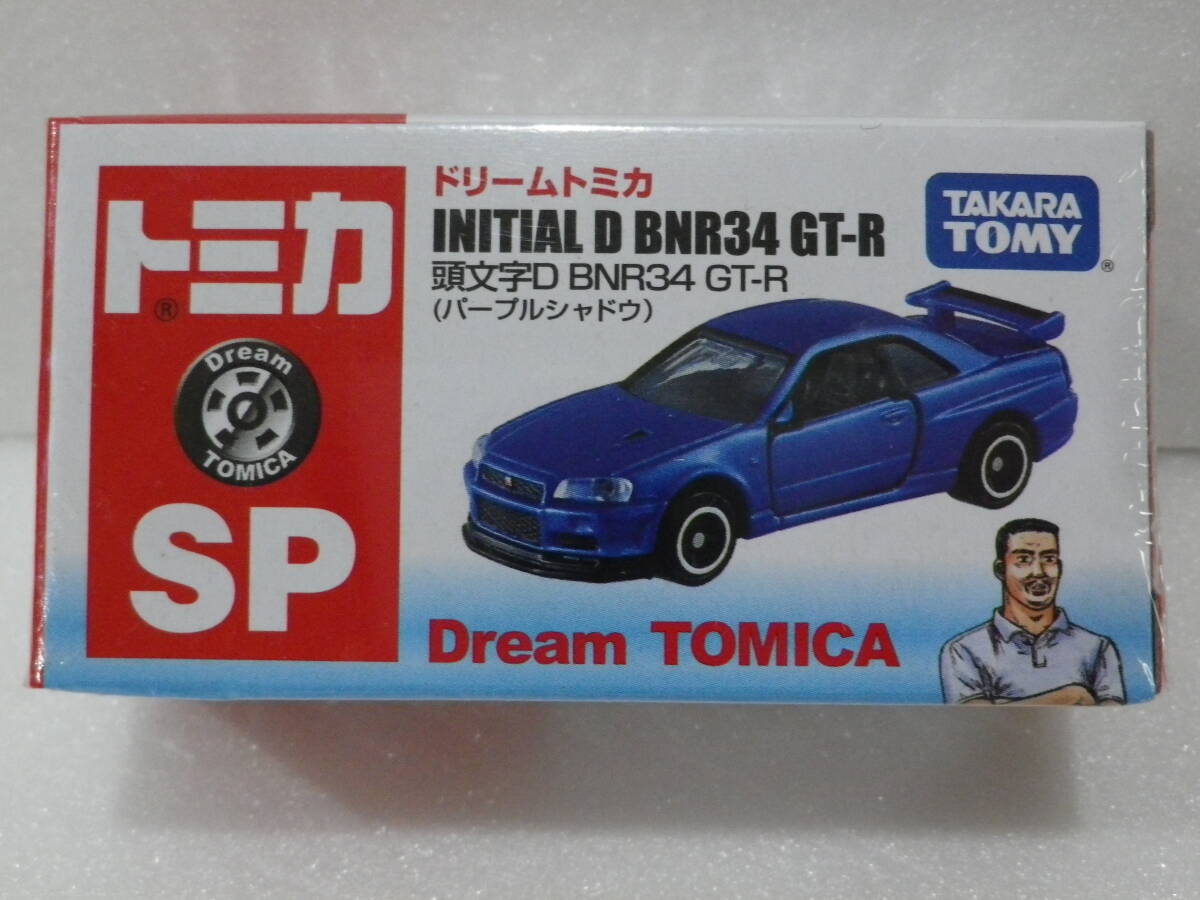 トミカ
®
Dream
TOMICA
SP
ドリームトミカ
INITIAL D BNR34 GT-R
頭文字D BNR34 GT-R
(パープルシャドウ)
TAKARA
TOMY
®
Dream TOMICA